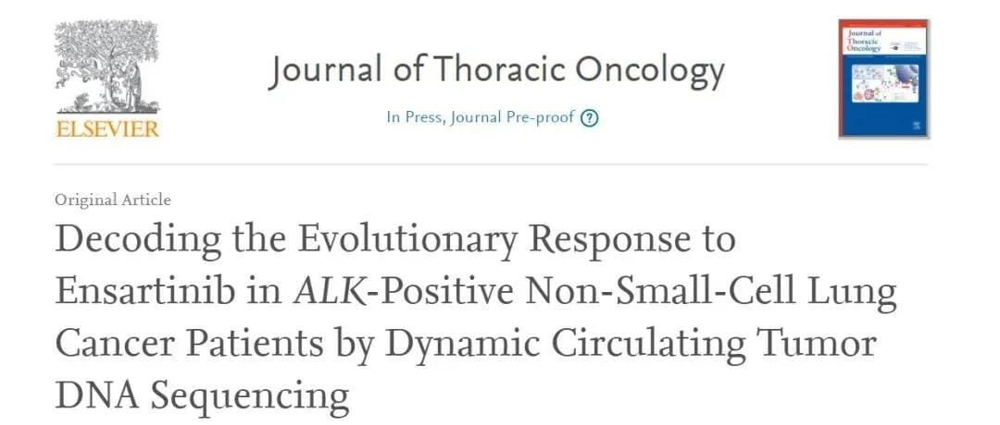 ELSEVIER
Journal of Thoracic Oncology
In Press, Journal Pre-proof ?
Journal of
Thoracic
Oncology
Original Article
Decoding the Evolutionary Response to
Ensartinib in ALK-Positive Non-Small-Cell Lung
Cancer Patients by Dynamic Circulating Tumor
DNA Sequencing